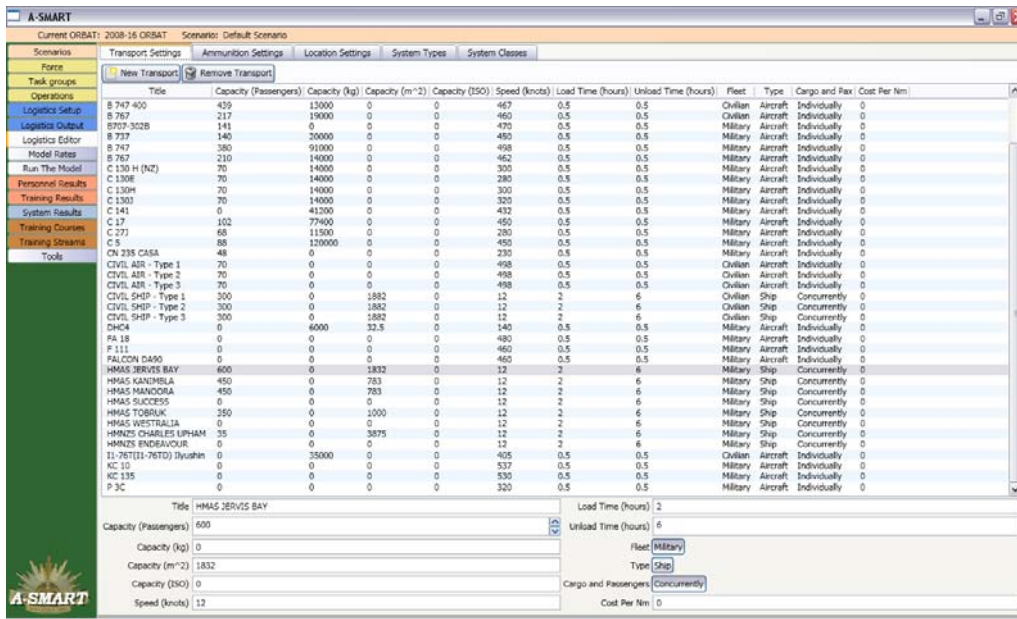 A-SMART
Current ORBAT: 2008-16 ORBAT Scenario: Default Scenario
Scenarios
Force
Task groups
Operations
Logistics Setup
Logistics Output
Logistics Editor
Model Rates
Run The Model
Personnel Results
Training Results
System Results
Training Courses
Training Streams
Tools
A-SMART
Transport Settings Ammunition Settings Location Settings System Types System Classes
New Transport Remove Transport
Title Capacity (Passengers) Capacity (kg) Capacity (m^2) Capacity (ISO) Speed (knots) Load Time (hours) Unload Time (hours) Fleet Type Cargo and Pax Cost Per Nm
B 747 400 439 13000 0 0 467 0.5 0.5 Civilian Aircraft Individually 0
B 767 217 19000 0 0 460 0.5 0.5 Civilian Aircraft Individually 0
B707-302B 141 0 0 0 470 0.5 0.5 Military Aircraft Individually 0
B 737 140 20000 0 0 450 0.5 0.5 Military Aircraft Individually 0
B 747 380 91000 0 0 498 0.5 0.5 Military Aircraft Individually 0
B 767 210 14000 0 0 462 0.5 0.5 Military Aircraft Individually 0
C 130 H (NZ) 70 14000 0 0 300 0.5 0.5 Military Aircraft Individually 0
C 130E 70 14000 0 0 280 0.5 0.5 Military Aircraft Individually 0
C 130H 70 14000 0 0 300 0.5 0.5 Military Aircraft Individually 0
C 130J 70 14000 0 0 320 0.5 0.5 Military Aircraft Individually 0
C 141 0 41200 0 0 432 0.5 0.5 Military Aircraft Individually 0
C 17 102 77400 0 0 450 0.5 0.5 Military Aircraft Individually 0
C 27J 68 11500 0 0 280 0.5 0.5 Military Aircraft Individually 0
C 5 88 120000 0 0 450 0.5 0.5 Military Aircraft Individually 0
CN 235 CASA 48 0 0 0 230 0.5 0.5 Military Aircraft Individually 0
CIVIL AIR - Type 1 70 0 0 0 498 0.5 0.5 Civilian Aircraft Individually 0
CIVIL AIR - Type 2 70 0 0 0 498 0.5 0.5 Civilian Aircraft Individually 0
CIVIL AIR - Type 3 70 0 0 0 498 0.5 0.5 Civilian Aircraft Individually 0
CIVIL SHIP - Type 1 300 0 1882 0 12 2 6 Civilian Ship Concurrently 0
CIVIL SHIP - Type 2 300 0 1882 0 12 2 6 Civilian Ship Concurrently 0
CIVIL SHIP - Type 3 300 0 1882 0 12 2 6 Civilian Ship Concurrently 0
DHC4 0 6000 32.5 0 140 0.5 0.5 Military Aircraft Individually 0
FA 18 0 0 0 0 480 0.5 0.5 Military Aircraft Individually 0
F 111 0 0 0 0 460 0.5 0.5 Military Aircraft Individually 0
FALCON DA90 0 0 0 0 460 0.5 0.5 Military Aircraft Individually 0
HMAS JERVIS BAY 600 0 1832 0 12 2 6 Military Ship Concurrently 0
HMAS KANIMBLA 450 0 783 0 12 2 6 Military Ship Concurrently 0
HMAS MANOORA 450 0 783 0 12 2 6 Military Ship Concurrently 0
HMAS SUCCESS 0 0 0 0 12 2 6 Military Ship Concurrently 0
HMAS TOBRUK 350 0 1000 0 12 2 6 Military Ship Concurrently 0
HMAS WESTRALIA 0 0 0 0 12 2 6 Military Ship Concurrently 0
HMNZS CHARLES UPHAM 35 0 3875 0 12 2 6 Military Ship Concurrently 0
HMNZS ENDEAVOUR 0 0 0 0 12 2 6 Military Ship Concurrently 0
I1-76T(I1-76TD) Ilyushin 0 35000 0 0 405 0.5 0.5 Civilian Aircraft Individually 0
KC 10 0 0 0 0 537 0.5 0.5 Military Aircraft Individually 0
KC 135 0 0 0 0 530 0.5 0.5 Military Aircraft Individually 0
P 3C 0 0 0 0 320 0.5 0.5 Military Aircraft Individually 0
Title HMAS JERVIS BAY Load Time (hours) 2
Capacity (Passengers) 600 Unload Time (hours) 6
Capacity (kg) 0 Fleet Military
Capacity (m^2) 1832 Type Ship
Capacity (ISO) 0 Cargo and Passengers Concurrently
Speed (knots) 12 Cost Per Nm 0